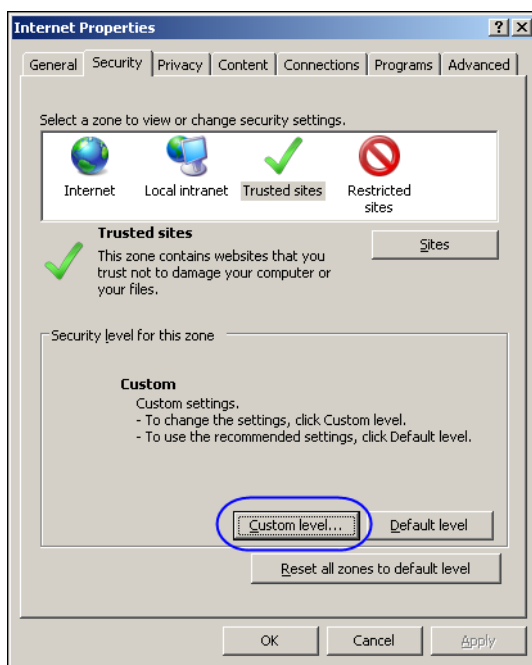 Internet Properties
General Security Privacy Content Connections Programs Advanced
Select a zone to view or change security settings.
Internet Local intranet Trusted sites Restricted
sites
Trusted sites
Sites
This zone contains websites that you
trust not to damage your computer or
your files.
Security level for this zone
Custom
Custom settings.
- To change the settings, click Custom level.
- To use the recommended settings, click Default level.
Custom level... Default level
Reset all zones to default level
OK Cancel Apply